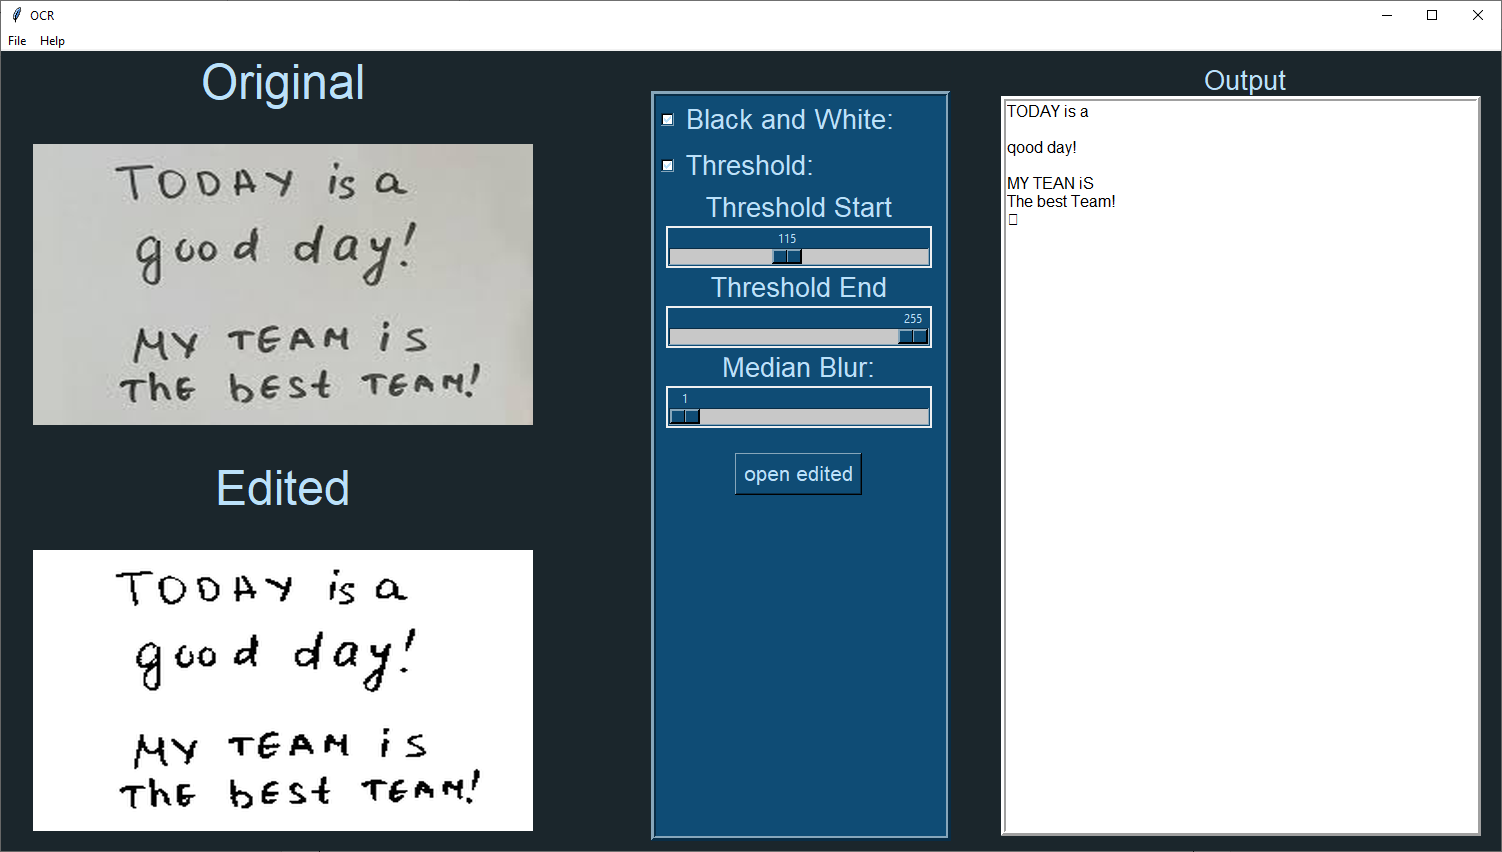 OCR
File Help
Original
TODAY is a
good day!
MY TEAM is
The best TEAM!
Edited
TODAY is a
good day!
MY TEAM is
The best TEAM!
Black and White:
Threshold:
Threshold Start
115
Threshold End
255
Median Blur:
1
open edited
Output
TODAY is a
qood day!
MY TEAN iS
The best Team!